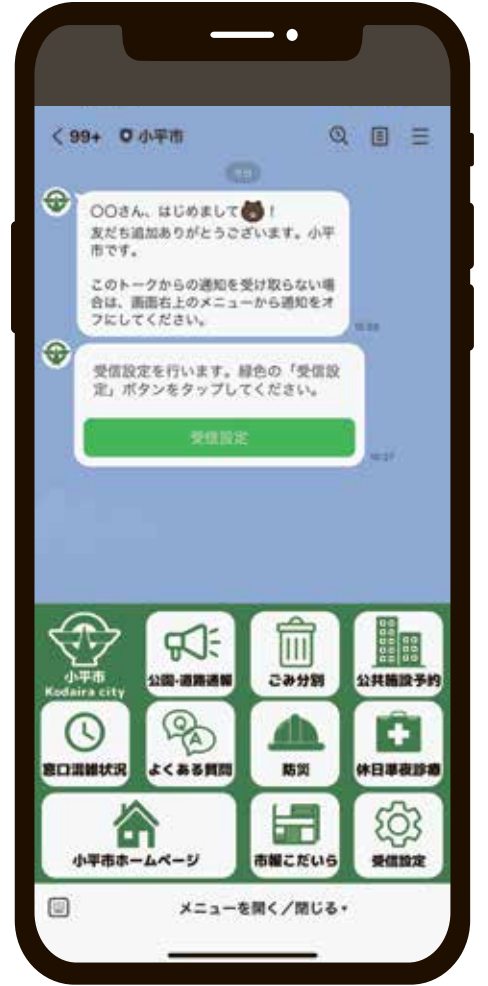 99+ 小平市
今日
〇〇さん、はじめまして！
友だち追加ありがとうございます。小平
市です。
このトークからの通知を受け取らない場
合は、画面右上のメニューから通知をオ
フにしてください。
受信設定を行います。緑色の「受信設
定」ボタンをタップしてください。
受信設定
小平市
Kodaira city
公園・道路通報
ごみ分別
公共施設予約
窓口混雑状況
よくある質問
Q
A
防災
休日準夜診療
小平市ホームページ
市報こだいら
受信設定
メニューを開く／閉じる▾